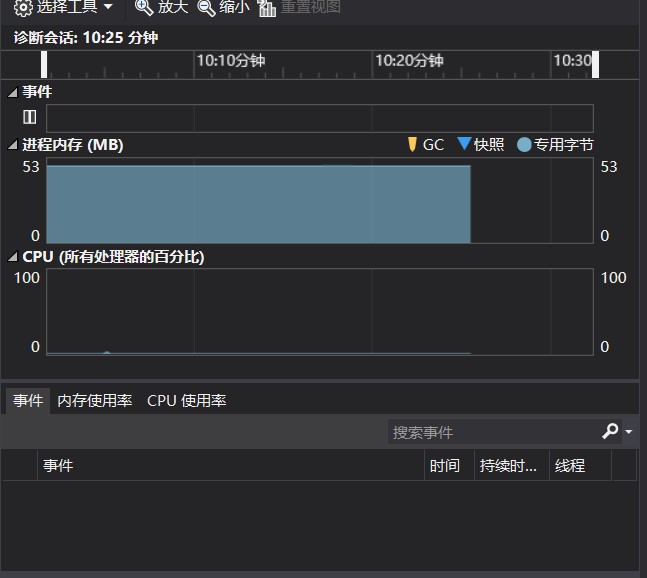 选择工具 放大 缩小 重置视图
诊断会话: 10:25 分钟
10:10分钟 10:20分钟 10:30
事件
进程内存 (MB) GC 快照 专用字节
53 53
0 0
CPU (所有处理器的百分比)
100 100
0 0
事件 内存使用率 CPU 使用率
搜索事件
事件 时间 持续时... 线程